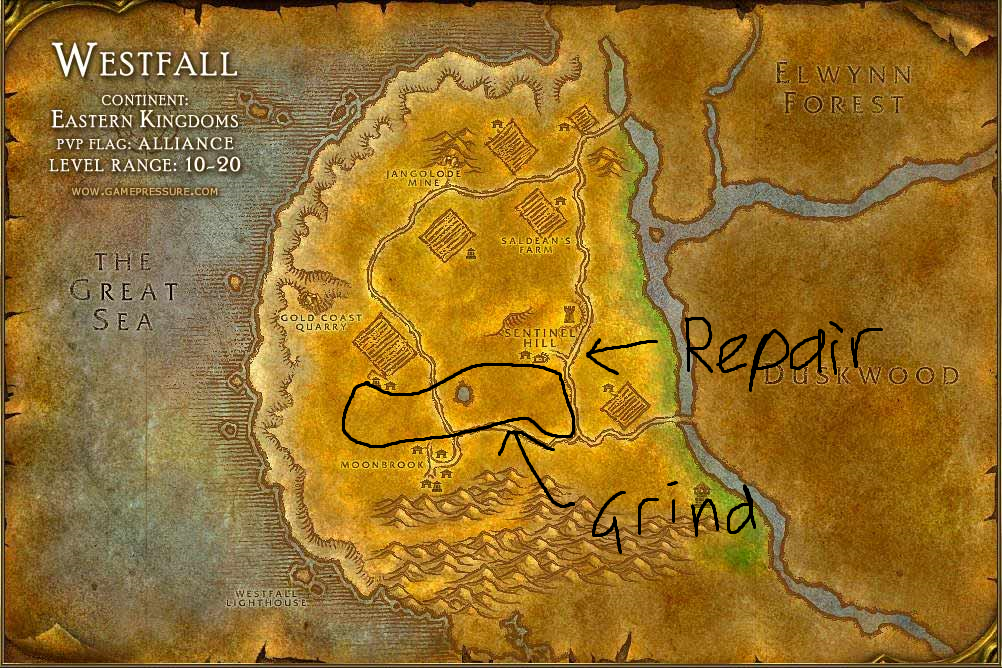 WESTFALL
CONTINENT:
EASTERN KINGDOMS
PVP FLAG: ALLIANCE
LEVEL RANGE: 10-20
WOW.GAMEPRESSURE.COM
ELWYNN
FOREST
JANGOLODE
MINE
SALDEAN'S
FARM
THE
GREAT
SEA
GOLD COAST
QUARRY
SENTINEL
HILL
Repair
DUSKWOOD
MOONBROOK
Grind
WESTFALL
LIGHTHOUSE